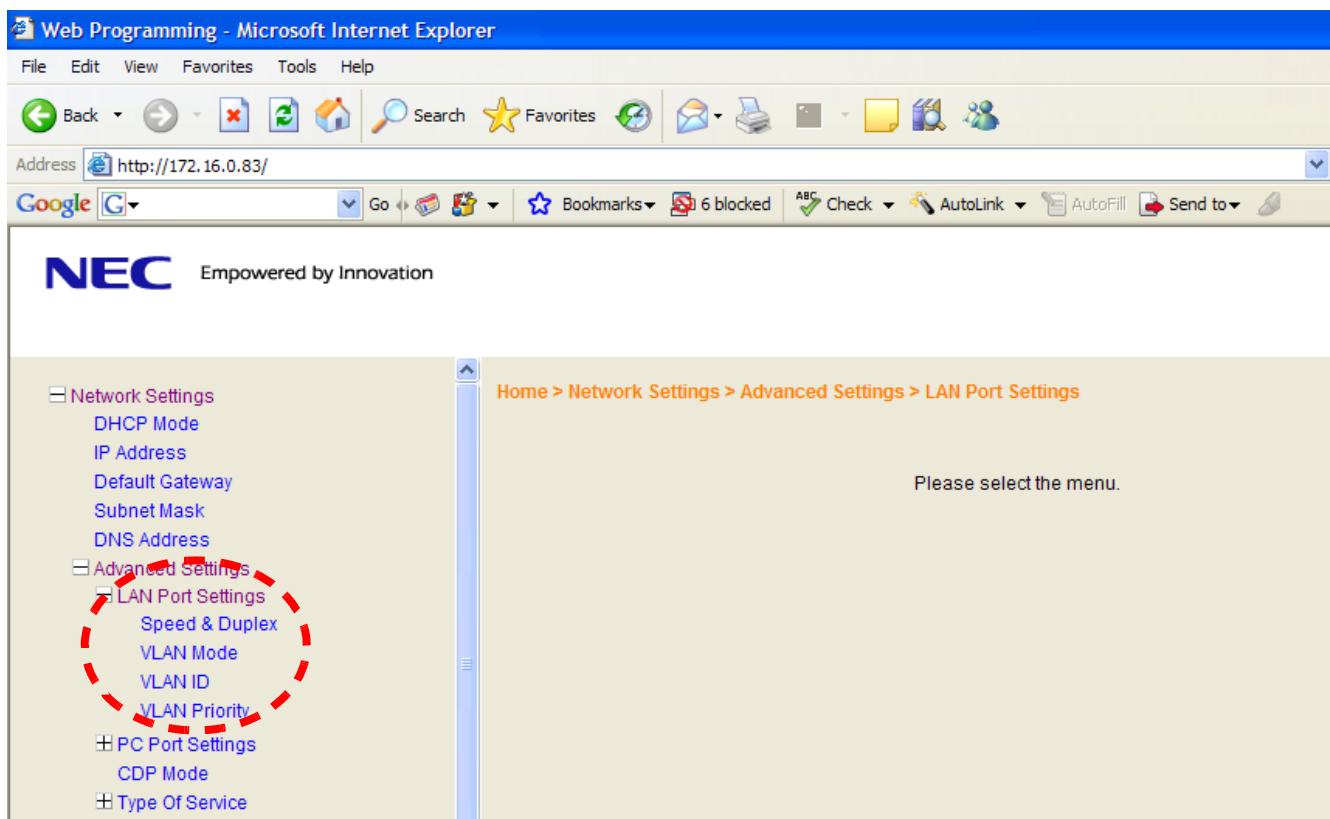 Web Programming - Microsoft Internet Explorer
File Edit View Favorites Tools Help
Back Search Favorites
Address http://172.16.0.83/
Google G Go Bookmarks 6 blocked ABC Check AutoLink AutoFill Send to
NEC Empowered by Innovation
Home > Network Settings > Advanced Settings > LAN Port Settings
Please select the menu.
Network Settings
DHCP Mode
IP Address
Default Gateway
Subnet Mask
DNS Address
Advanced Settings
LAN Port Settings
Speed & Duplex
VLAN Mode
VLAN ID
VLAN Priority
PC Port Settings
CDP Mode
Type Of Service